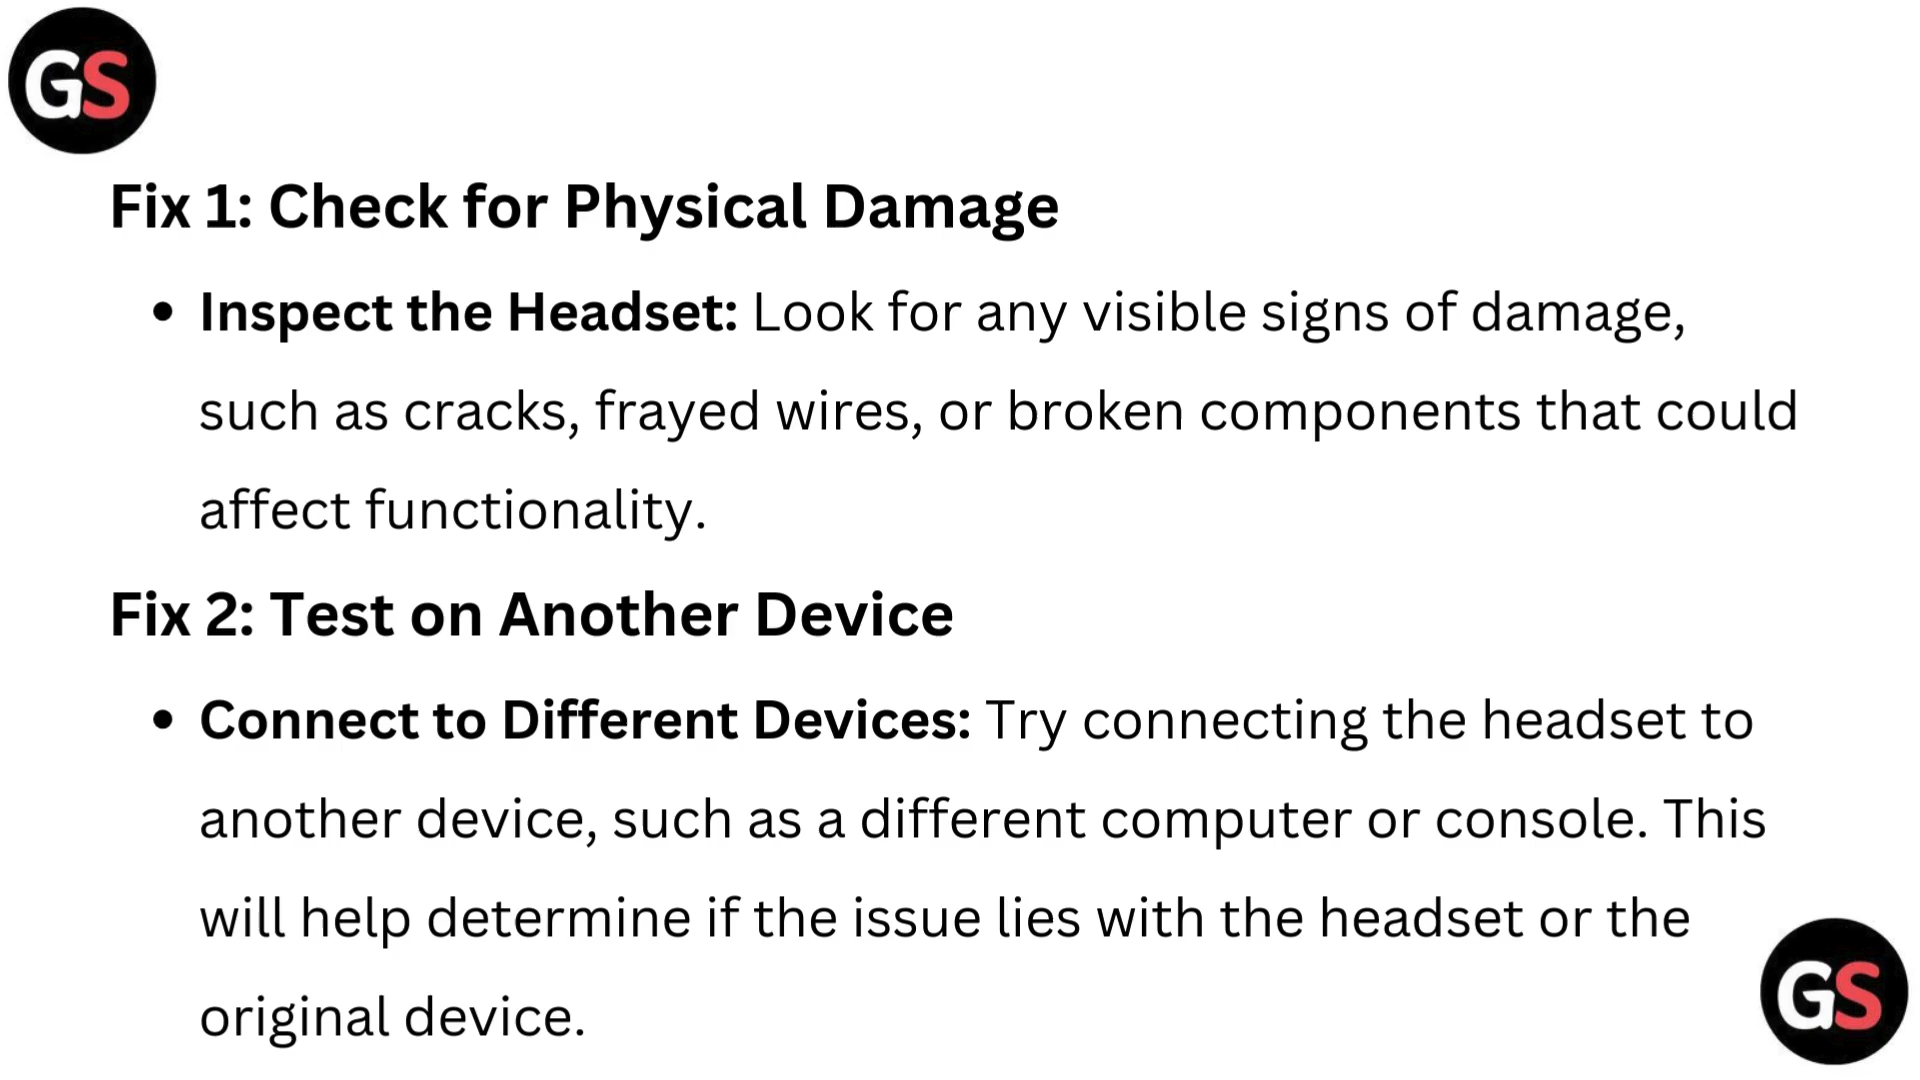 GS
Fix 1: Check for Physical Damage
• Inspect the Headset: Look for any visible signs of damage,
such as cracks, frayed wires, or broken components that could
affect functionality.
Fix 2: Test on Another Device
• Connect to Different Devices: Try connecting the headset to
another device, such as a different computer or console. This
will help determine if the issue lies with the headset or the
original device.
GS